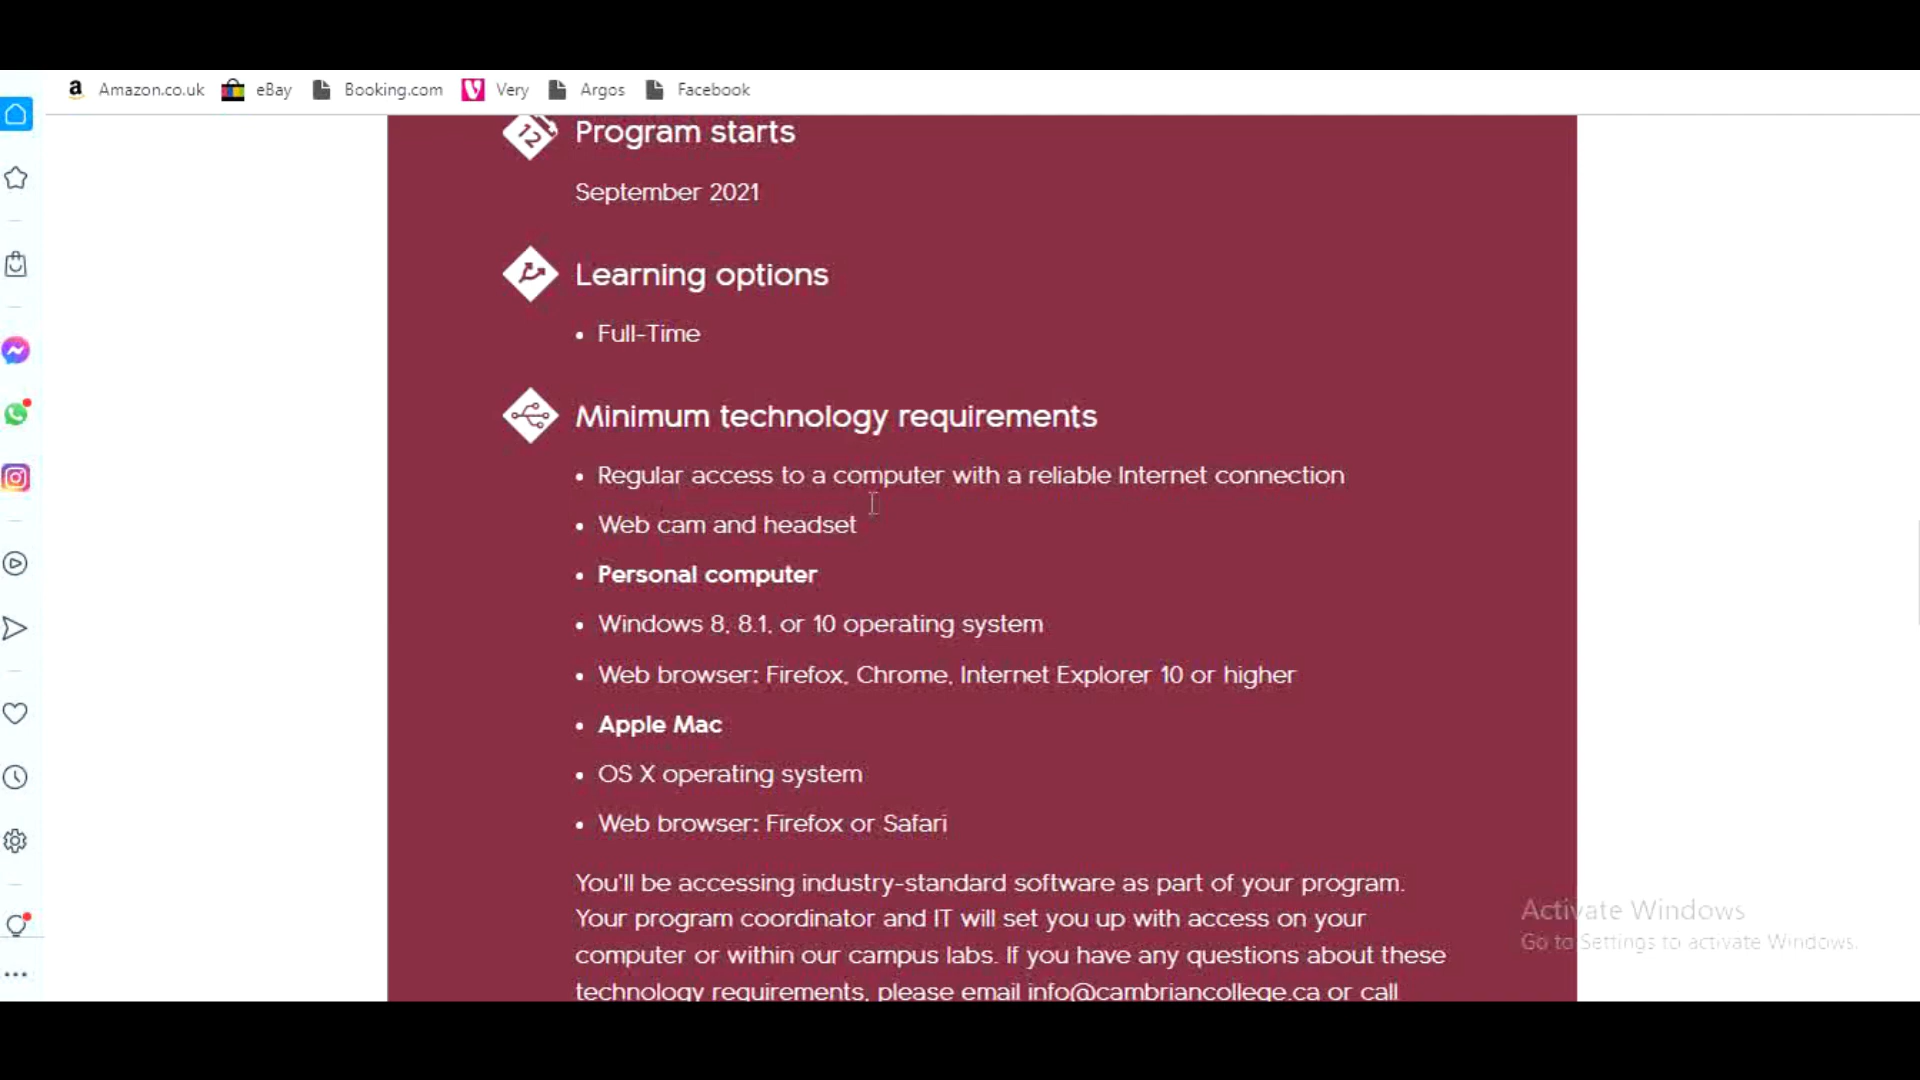 Amazon.co.uk eBay Booking.com Very Argos Facebook
12 Program starts
September 2021
Learning options
• Full-Time
Minimum technology requirements
• Regular access to a computer with a reliable Internet connection
• Web cam and headset
• Personal computer
• Windows 8, 8.1, or 10 operating system
• Web browser: Firefox, Chrome, Internet Explorer 10 or higher
• Apple Mac
• OS X operating system
• Web browser: Firefox or Safari
You'll be accessing industry-standard software as part of your program.
Your program coordinator and IT will set you up with access on your
computer or within our campus labs. If you have any questions about these
technology requirements, please email info@cambriancollege.ca or call
Activate Windows
Go to Settings to activate Windows.